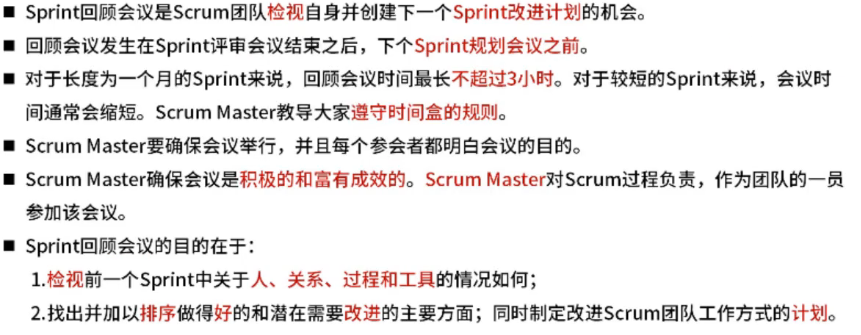 ■ Sprint回顾会议是Scrum团队检视自身并创建下一个Sprint改进计划的机会。
■ 回顾会议发生在Sprint评审会议结束之后，下个Sprint规划会议之前。
■ 对于长度为一个月的Sprint来说，回顾会议时间最长不超过3小时。对于较短的Sprint来说，会议时
间通常会缩短。Scrum Master教导大家遵守时间盒的规则。
■ Scrum Master要确保会议举行，并且每个参会者都明白会议的目的。
■ Scrum Master确保会议是积极的和富有成效的。Scrum Master对Scrum过程负责，作为团队的一员
参加该会议。
■ Sprint回顾会议的目的在于：
1.检视前一个Sprint中关于人、关系、过程和工具的情况如何；
2.找出并加以排序做得好的和潜在需要改进的主要方面；同时制定改进Scrum团队工作方式的计划。